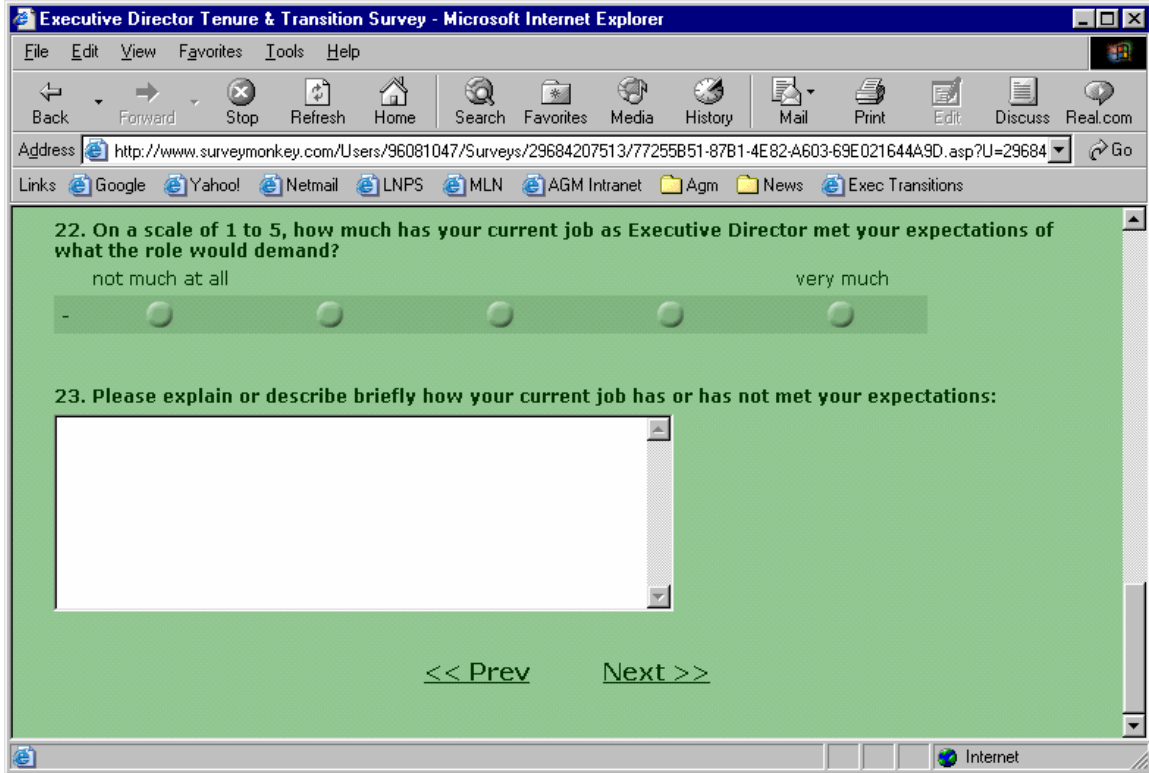 Executive Director Tenure & Transition Survey - Microsoft Internet Explorer
File Edit View Favorites Tools Help
Back Forward Stop Refresh Home Search Favorites Media History Mail Print Edit Discuss Real.com
Address http://www.surveymonkey.com/Users/96081047/Surveys/29684207513/77255B51-87B1-4E82-A603-69E021644A9D.asp?U=29684 Go
Links Google Yahoo! Netmail LNPS MLN AGM Intranet Agm News Exec Transitions
22. On a scale of 1 to 5, how much has your current job as Executive Director met your expectations of
what the role would demand?
not much at all very much
-
23. Please explain or describe briefly how your current job has or has not met your expectations:
<< Prev Next >>
Internet